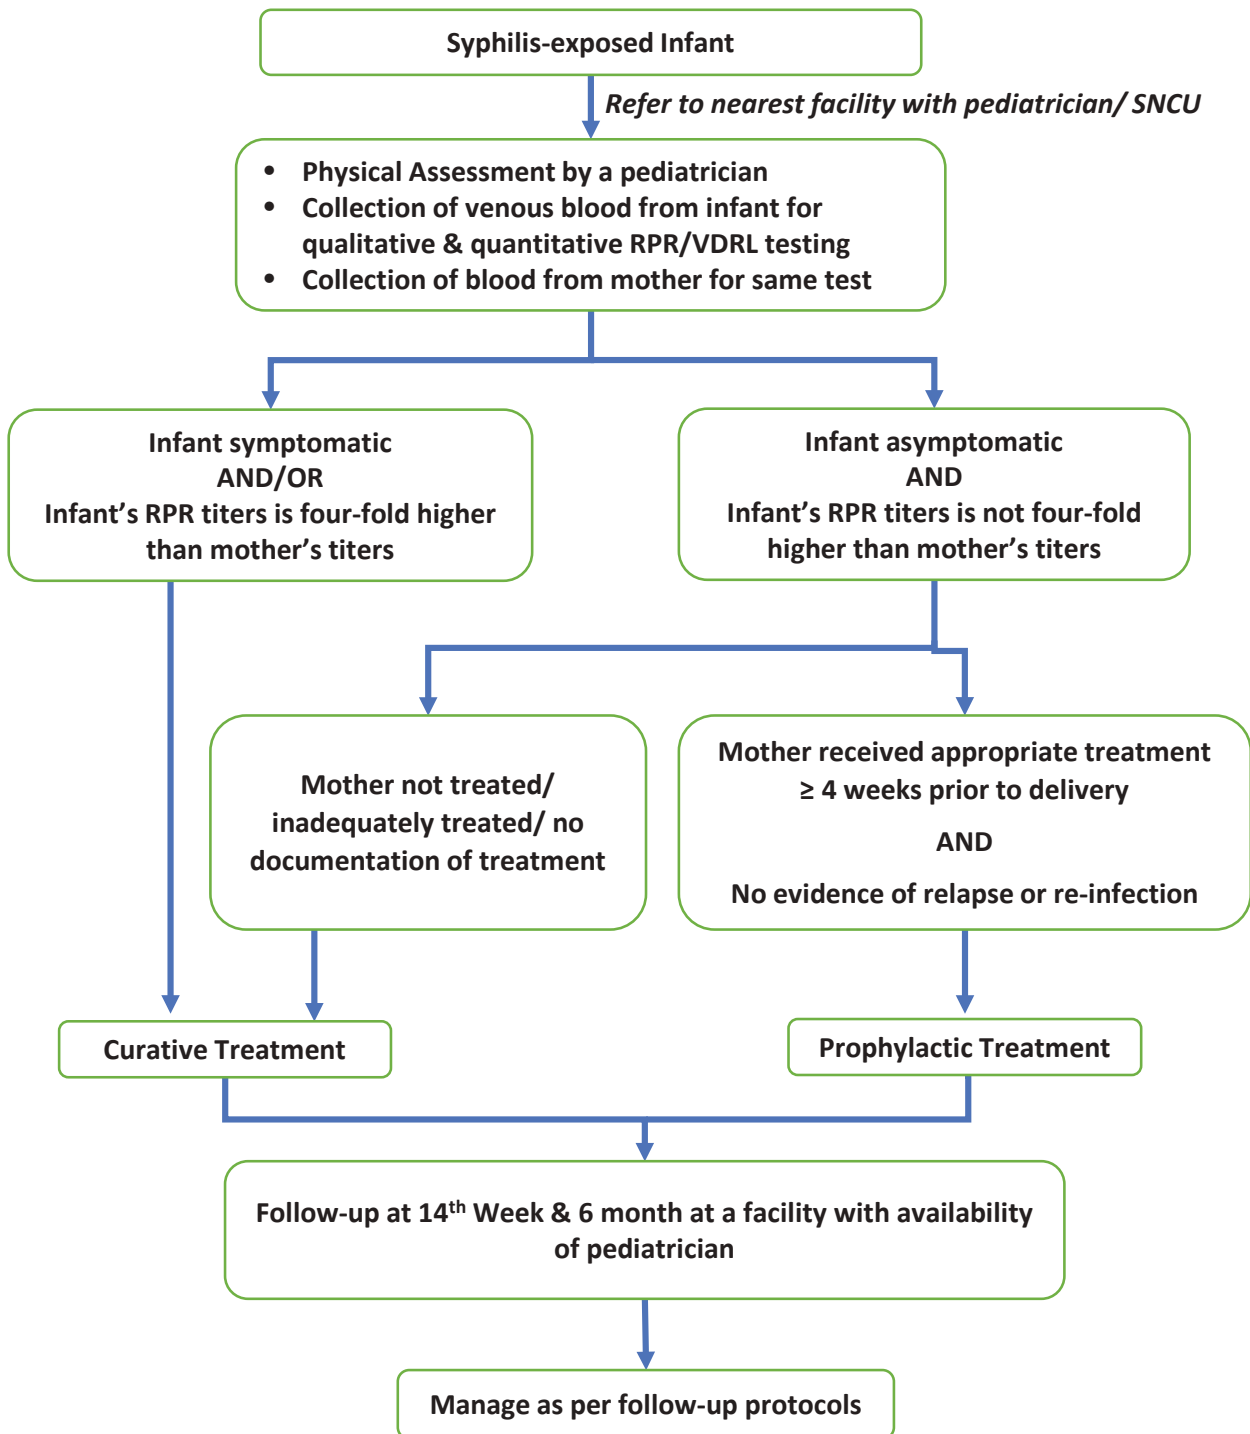 Syphilis-exposed Infant
Refer to nearest facility with pediatrician/ SNCU
• Physical Assessment by a pediatrician
• Collection of venous blood from infant for
qualitative & quantitative RPR/VDRL testing
• Collection of blood from mother for same test
Infant symptomatic
AND/OR
Infant's RPR titers is four-fold higher
than mother's titers
Infant asymptomatic
AND
Infant's RPR titers is not four-fold
higher than mother's titers
Mother not treated/
inadequately treated/ no
documentation of treatment
Mother received appropriate treatment
≥ 4 weeks prior to delivery
AND
No evidence of relapse or re-infection
Curative Treatment
Prophylactic Treatment
Follow-up at 14th Week & 6 month at a facility with availability
of pediatrician
Manage as per follow-up protocols